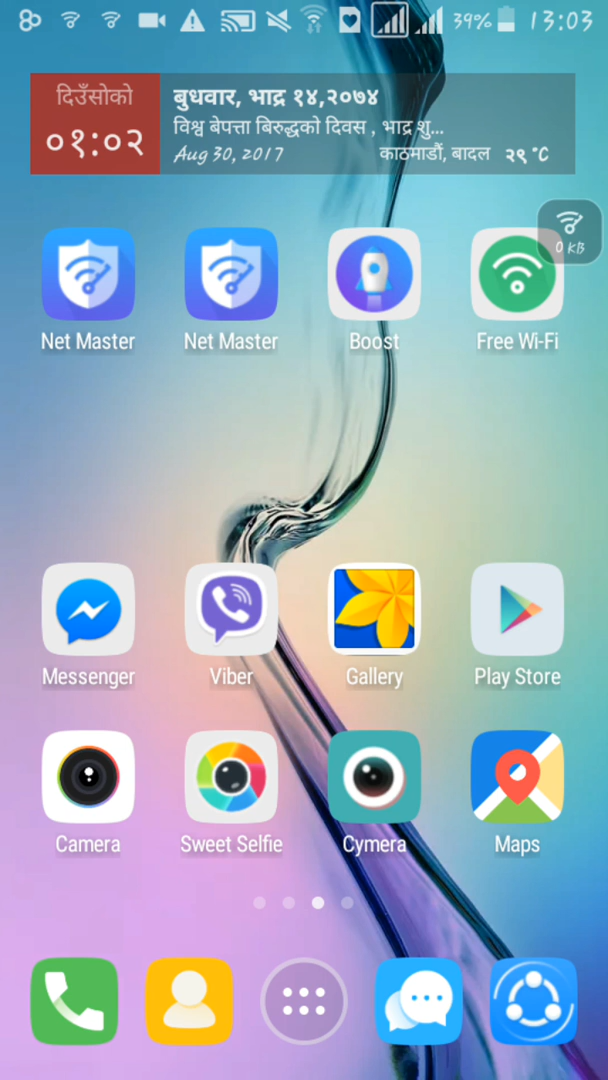 39% 13:03
दिउँसोको
०१:०२
बुधवार, भाद्र १४,२०७४
विश्व बेपत्ता बिरुद्धको दिवस , भाद्र शु...
Aug 30, 2017 काठमाडौं, बादल २९ °C
0 KB
Net Master Net Master Boost Free Wi-Fi
Messenger Viber Gallery Play Store
Camera Sweet Selfie Cymera Maps